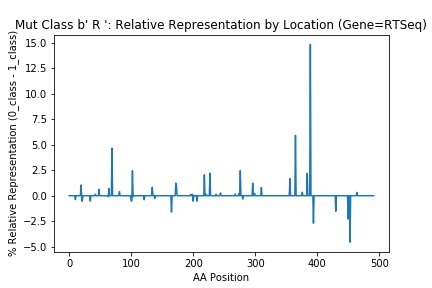 Mut Class b' R ': Relative Representation by Location (Gene=RTSeq)
% Relative Representation (0_class - 1_class)
15.0
12.5
10.0
7.5
5.0
2.5
0.0
−2.5
−5.0
0 100 200 300 400 500
AA Position